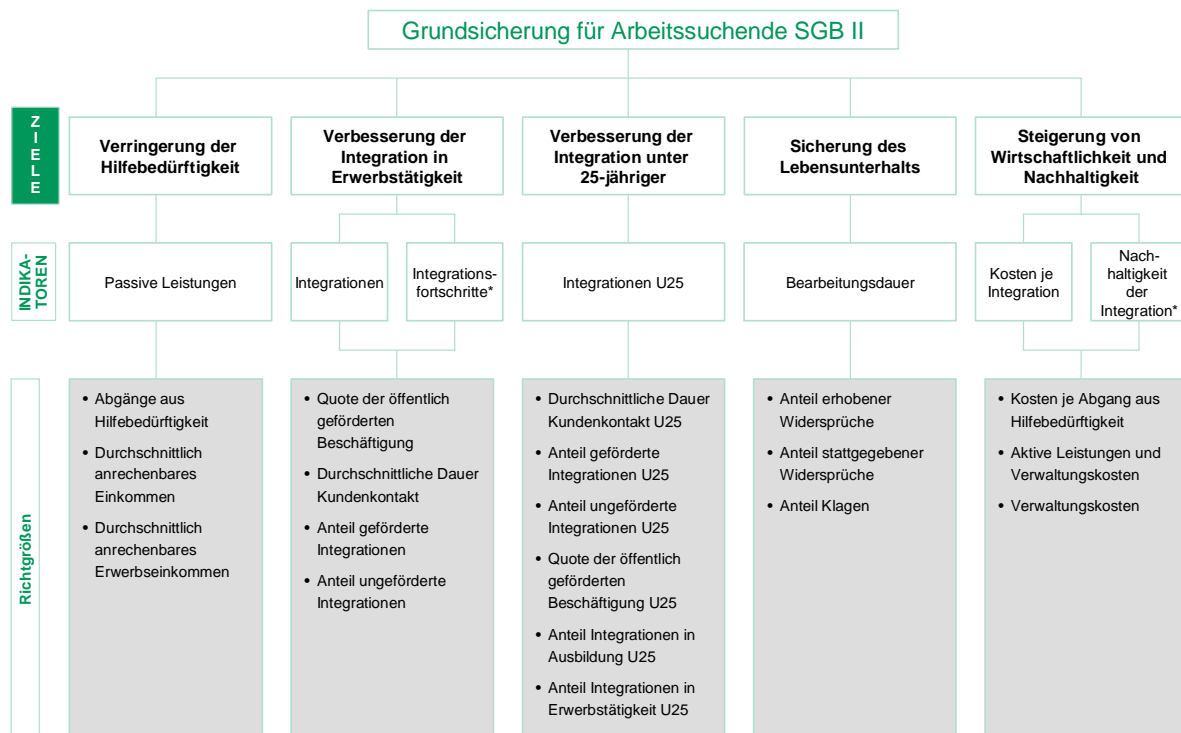 Grundsicherung für Arbeitssuchende SGB II
ZIELE
Verringerung der
Hilfebedürftigkeit
Verbesserung der
Integration in
Erwerbstätigkeit
Verbesserung der
Integration unter
25-jähriger
Sicherung des
Lebensunterhalts
Steigerung von
Wirtschaftlichkeit und
Nachhaltigkeit
INDIKA-
TOREN
Passive Leistungen
Integrationen
Integrations-
fortschritte*
Integrationen U25
Bearbeitungsdauer
Kosten je
Integration
Nach-
haltigkeit
der
Integration*
Richtgrößen
• Abgänge aus
Hilfebedürftigkeit
• Durchschnittlich
anrechenbares
Einkommen
• Durchschnittlich
anrechenbares
Erwerbseinkommen
• Quote der öffentlich
geförderten
Beschäftigung
• Durchschnittliche Dauer
Kundenkontakt
• Anteil geförderte
Integrationen
• Anteil ungeförderte
Integrationen
• Durchschnittliche Dauer
Kundenkontakt U25
• Anteil geförderte
Integrationen U25
• Anteil ungeförderte
Integrationen U25
• Quote der öffentlich
geförderten
Beschäftigung U25
• Anteil Integrationen in
Ausbildung U25
• Anteil Integrationen in
Erwerbstätigkeit U25
• Anteil erhobener
Widersprüche
• Anteil stattgegebener
Widersprüche
• Anteil Klagen
• Kosten je Abgang aus
Hilfebedürftigkeit
• Aktive Leistungen und
Verwaltungskosten
• Verwaltungskosten